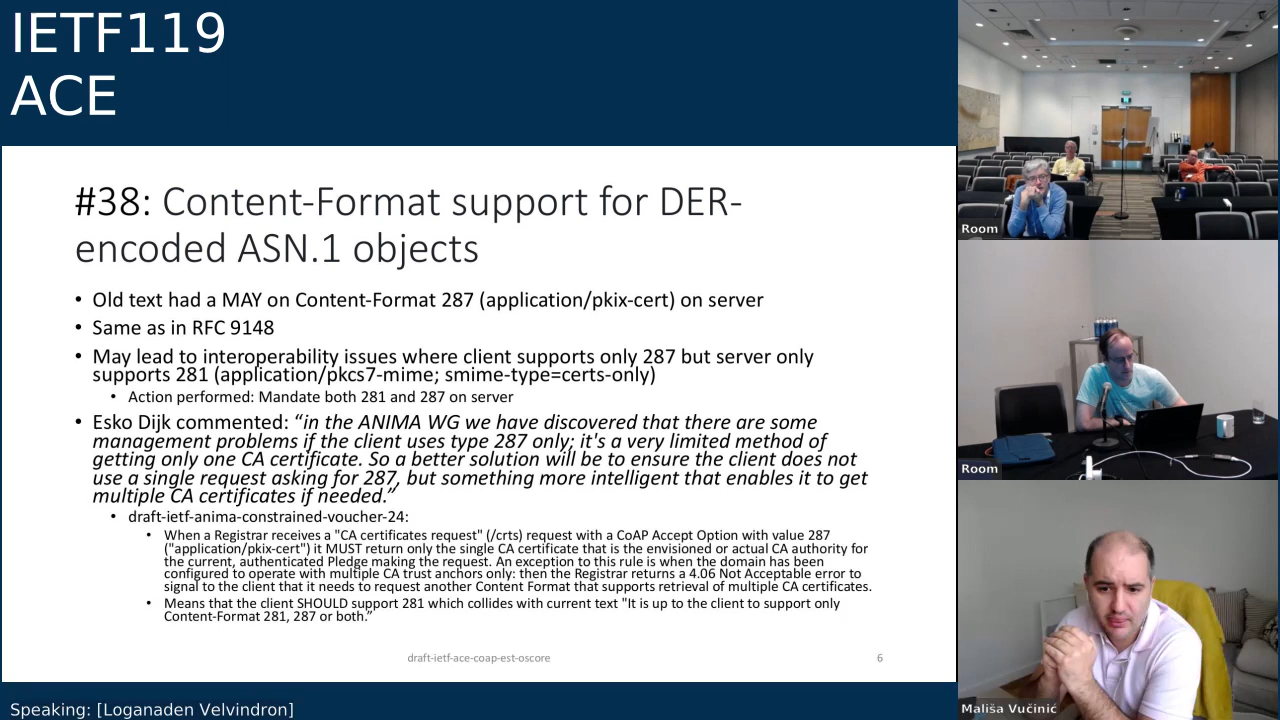 IETF119
ACE
#38: Content-Format support for DER-
encoded ASN.1 objects
• Old text had a MAY on Content-Format 287 (application/pkix-cert) on server
• Same as in RFC 9148
• May lead to interoperability issues where client supports only 287 but server only
supports 281 (application/pkcs7-mime; smime-type=certs-only)
• Action performed: Mandate both 281 and 287 on server
• Esko Dijk commented: “in the ANIMA WG we have discovered that there are some
management problems if the client uses type 287 only; it's a very limited method of
getting only one CA certificate. So a better solution will be to ensure the client does not
use a single request asking for 287, but something more intelligent that enables it to get
multiple CA certificates if needed.”
• draft-ietf-anima-constrained-voucher-24:
• When a Registrar receives a "CA certificates request" (/crts) request with a CoAP Accept Option with value 287
("application/pkix-cert") it MUST return only the single CA certificate that is the envisioned or actual CA authority for
the current, authenticated Pledge making the request. An exception to this rule is when the domain has been
configured to operate with multiple CA trust anchors only: then the Registrar returns a 4.06 Not Acceptable error to
signal to the client that it needs to request another Content Format that supports retrieval of multiple CA certificates.
• Means that the client SHOULD support 281 which collides with current text "It is up to the client to support only
Content-Format 281, 287 or both.”
draft-ietf-ace-coap-est-oscore
6
Speaking: [Loganaden Velvindron]
Room
Room
Mališa Vučinić